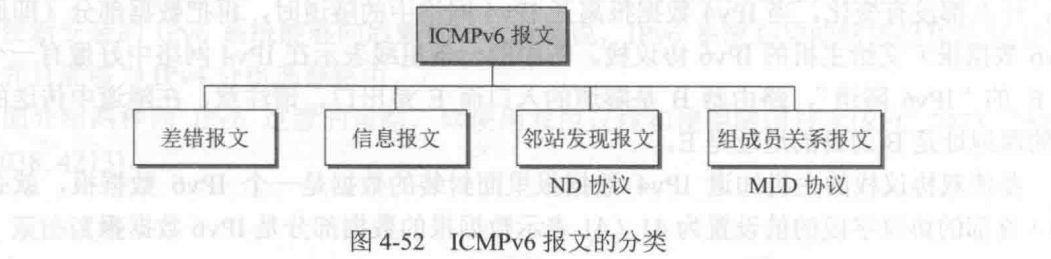 ICMPv6 报文
差错报文
信息报文
邻站发现报文
组成员关系报文
ND 协议
MLD 协议
图 4-52 ICMPv6 报文的分类